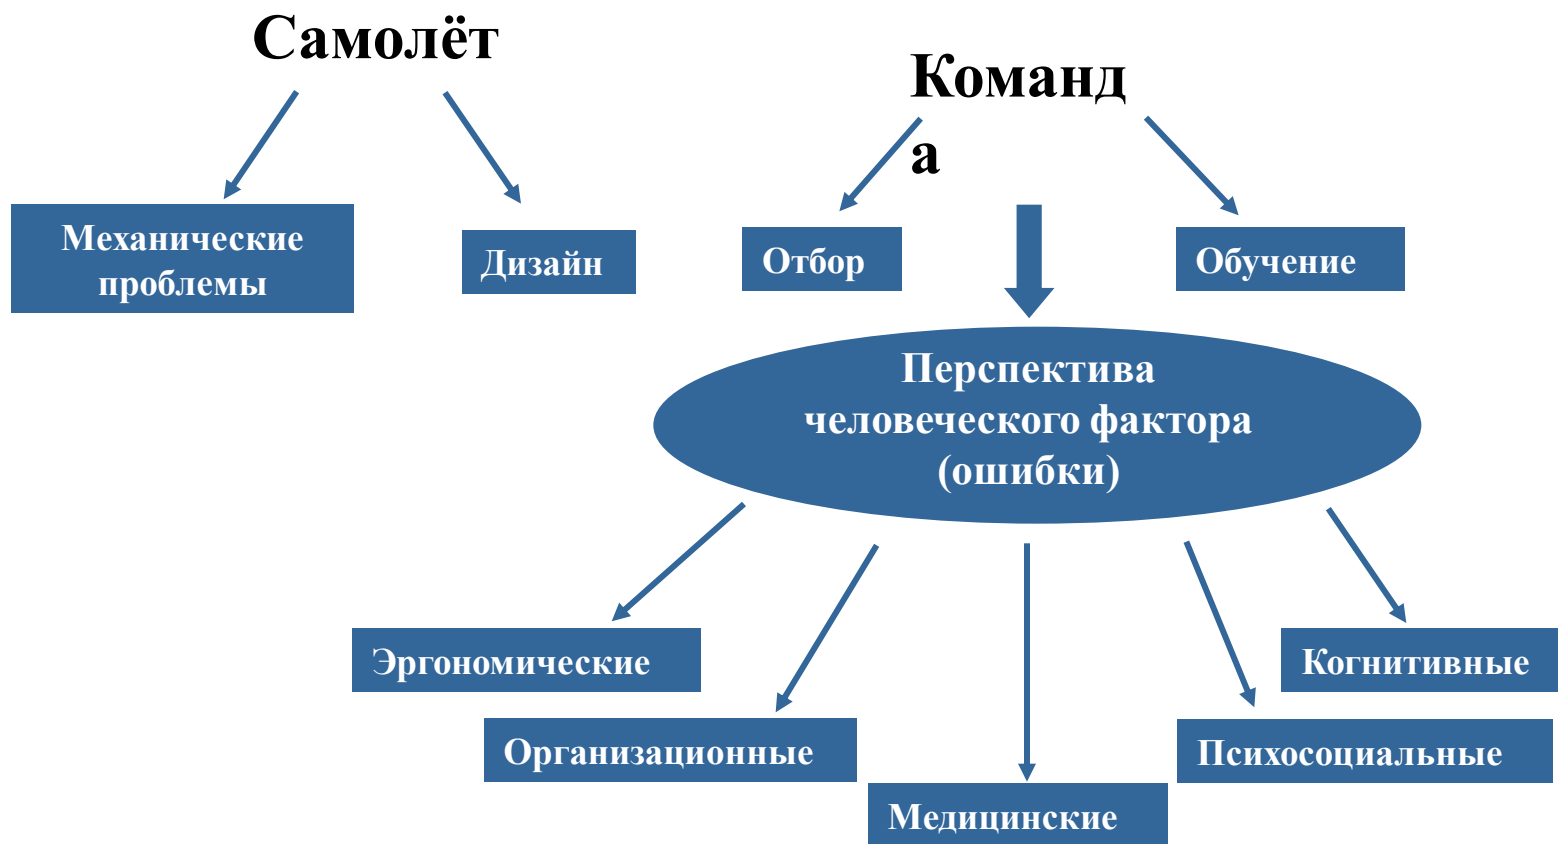 Самолёт
Команд
а
Механические
проблемы
Дизайн
Отбор
Обучение
Перспектива
человеческого фактора
(ошибки)
Эргономические
Когнитивные
Организационные
Психосоциальные
Медицинские